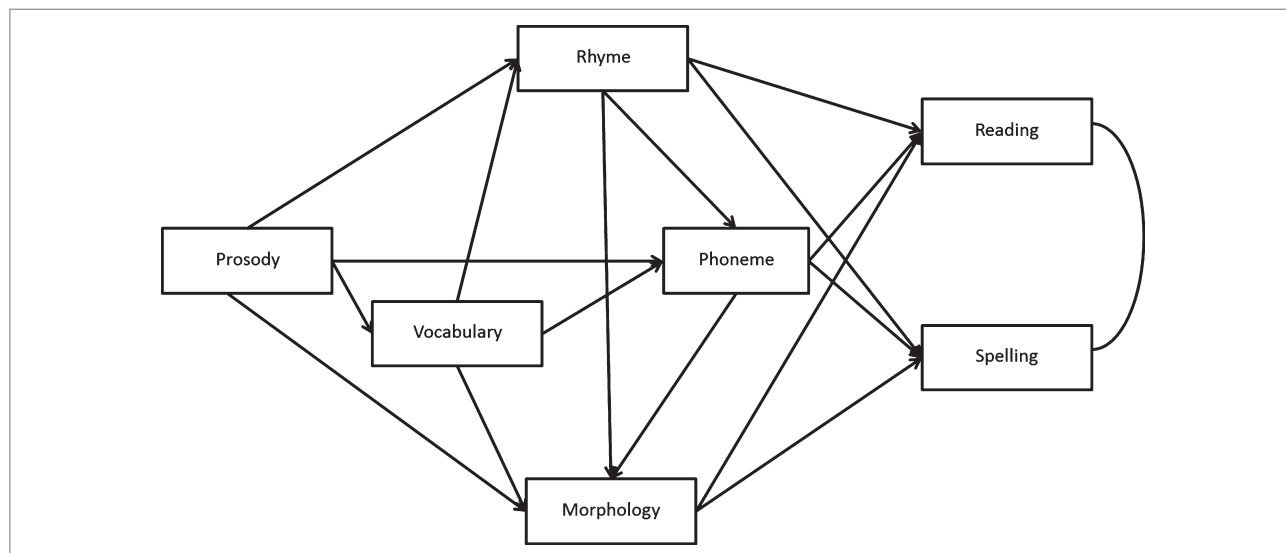 Rhyme
Reading
Prosody
Phoneme
Vocabulary
Spelling
Morphology